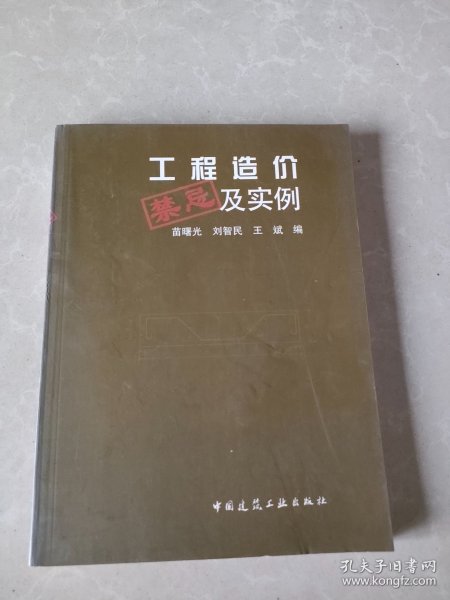 工程造价
禁忌及实例
苗曙光 刘智民 王斌 编
中国建筑工业出版社
孔夫子旧书网
www.kongfz.com